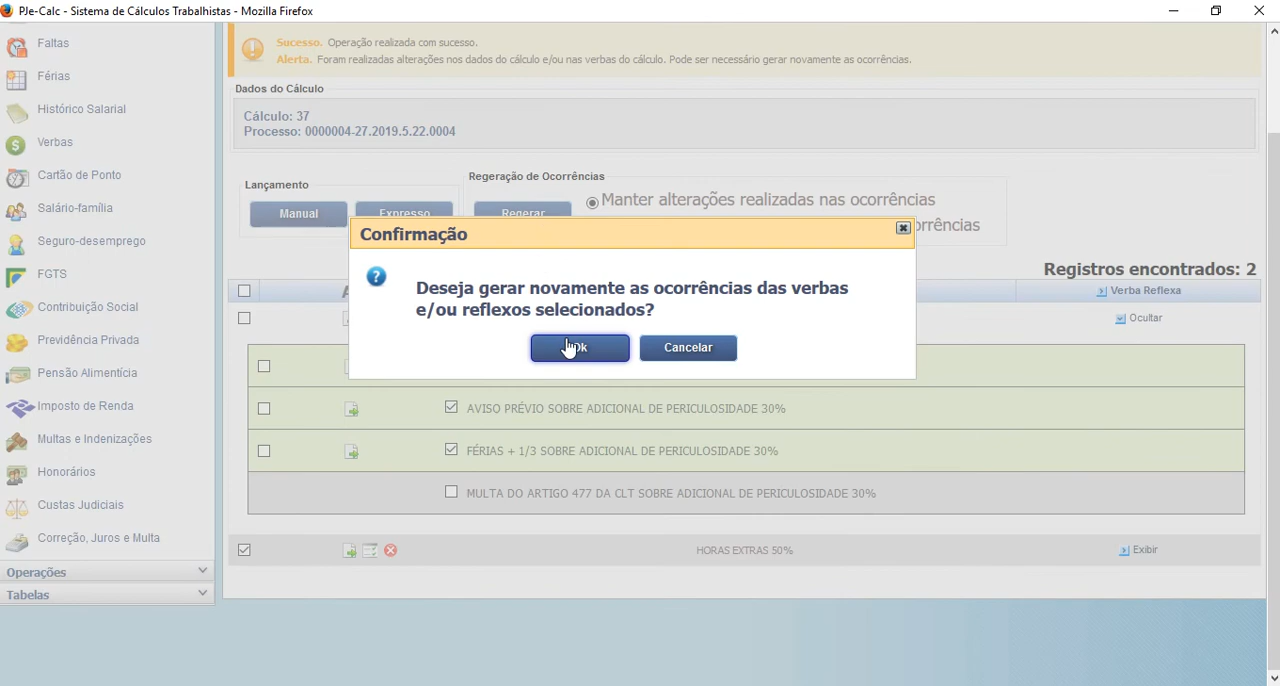 PJe-Calc - Sistema de Cálculos Trabalhistas - Mozilla Firefox
Faltas
Férias
Histórico Salarial
Verbas
Cartão de Ponto
Salário-família
Seguro-desemprego
FGTS
Contribuição Social
Previdência Privada
Pensão Alimentícia
Imposto de Renda
Multas e Indenizações
Honorários
Custas Judiciais
Correção, Juros e Multa
Operações
Tabelas
Sucesso. Operação realizada com sucesso.
Alerta. Foram realizadas alterações nos dados do cálculo e/ou nas verbas do cálculo. Pode ser necessário gerar novamente as ocorrências.
Dados do Cálculo
Cálculo: 37
Processo: 0000004-27.2019.5.22.0004
Lançamento
Manual Expresso
Regeração de Ocorrências
Regerar
Manter alterações realizadas nas ocorrências
Confirmação
Deseja gerar novamente as ocorrências das verbas
e/ou reflexos selecionados?
Ok Cancelar
Registros encontrados: 2
Verba Reflexa
Ocultar
AVISO PRÉVIO SOBRE ADICIONAL DE PERICULOSIDADE 30%
FÉRIAS + 1/3 SOBRE ADICIONAL DE PERICULOSIDADE 30%
MULTA DO ARTIGO 477 DA CLT SOBRE ADICIONAL DE PERICULOSIDADE 30%
HORAS EXTRAS 50% Exibir